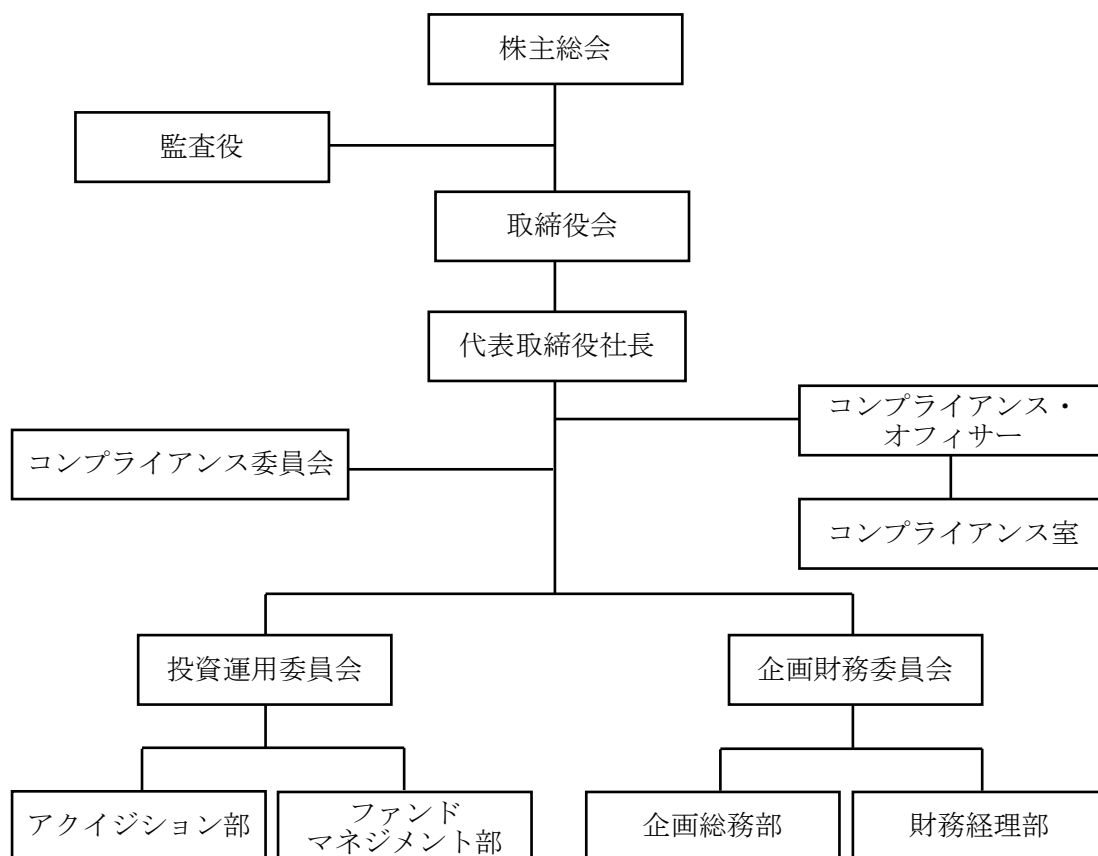 株主総会
監査役
取締役会
代表取締役社長
コンプライアンス・
オフィサー
コンプライアンス委員会
コンプライアンス室
投資運用委員会
企画財務委員会
アクイジション部
ファンド
マネジメント部
企画総務部
財務経理部